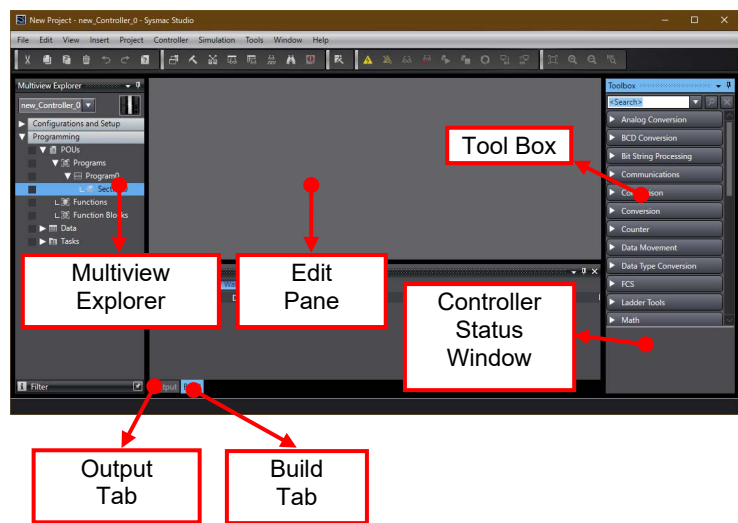 New Project - new_Controller_0 - Sysmac Studio
File Edit View Insert Project Controller Simulation Tools Window Help
Multiview Explorer
new_Controller_0
Configurations and Setup
Programming
POUs
Programs
Program0
Functions
Function Blocks
Data
Tasks
Filter
Toolbox
<Search>
Analog Conversion
BCD Conversion
Bit String Processing
Communications
Conversion
Counter
Data Movement
Data Type Conversion
FCS
Ladder Tools
Math
Tool Box
Multiview
Explorer
Edit
Pane
Controller
Status
Window
Output
Tab
Build
Tab